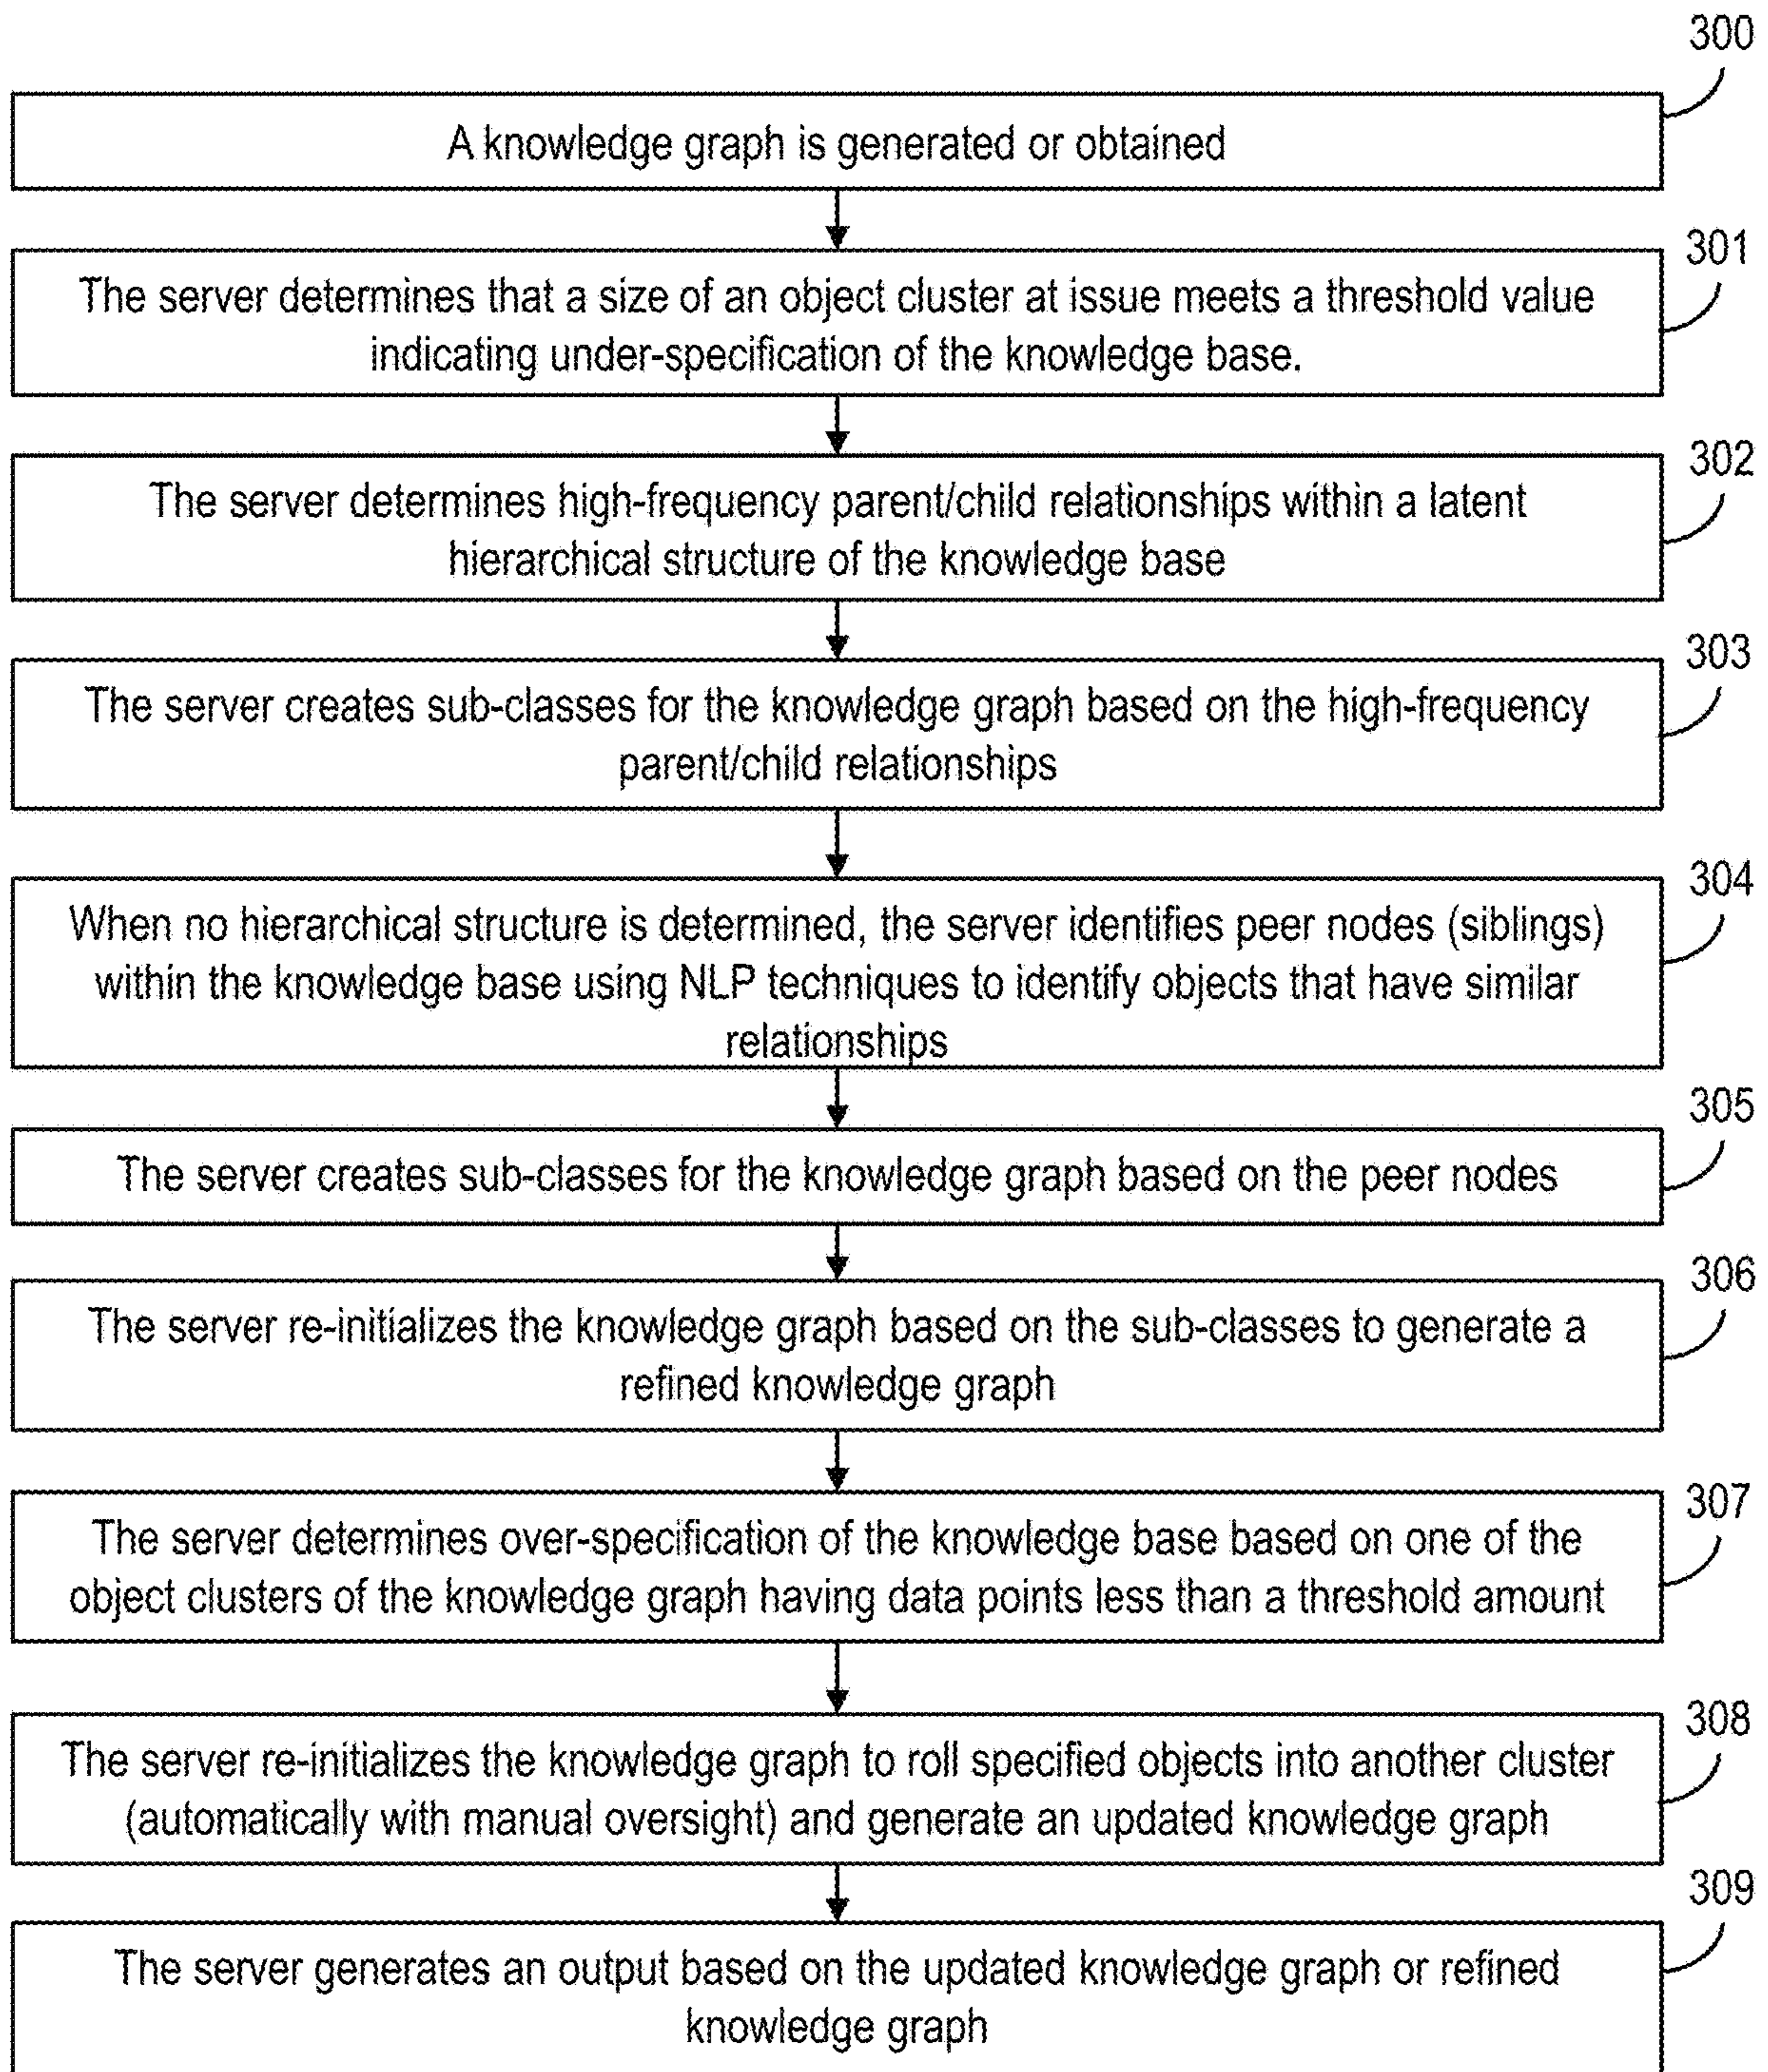 300
A knowledge graph is generated or obtained
301
The server determines that a size of an object cluster at issue meets a threshold value
indicating under-specification of the knowledge base.
302
The server determines high-frequency parent/child relationships within a latent
hierarchical structure of the knowledge base
303
The server creates sub-classes for the knowledge graph based on the high-frequency
parent/child relationships
304
When no hierarchical structure is determined, the server identifies peer nodes (siblings)
within the knowledge base using NLP techniques to identify objects that have similar
relationships
305
The server creates sub-classes for the knowledge graph based on the peer nodes
306
The server re-initializes the knowledge graph based on the sub-classes to generate a
refined knowledge graph
307
The server determines over-specification of the knowledge base based on one of the
object clusters of the knowledge graph having data points less than a threshold amount
308
The server re-initializes the knowledge graph to roll specified objects into another cluster
(automatically with manual oversight) and generate an updated knowledge graph
309
The server generates an output based on the updated knowledge graph or refined
knowledge graph